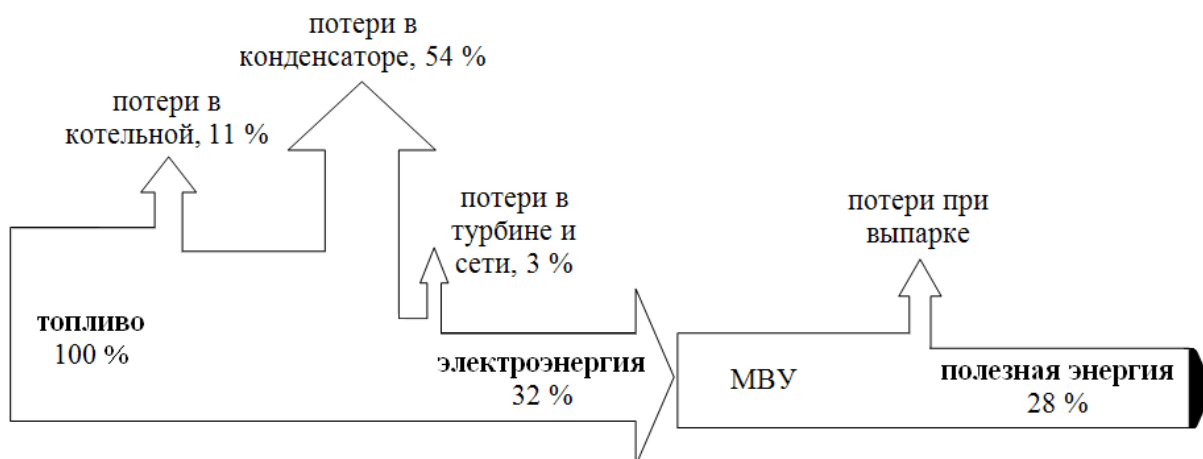 потери в
конденсаторе, 54 %
потери в
котельной, 11 %
потери в
турбине и
сети, 3 %
потери при
выпарке
топливо
100 %
электроэнергия
32 %
МВУ
полезная энергия
28 %